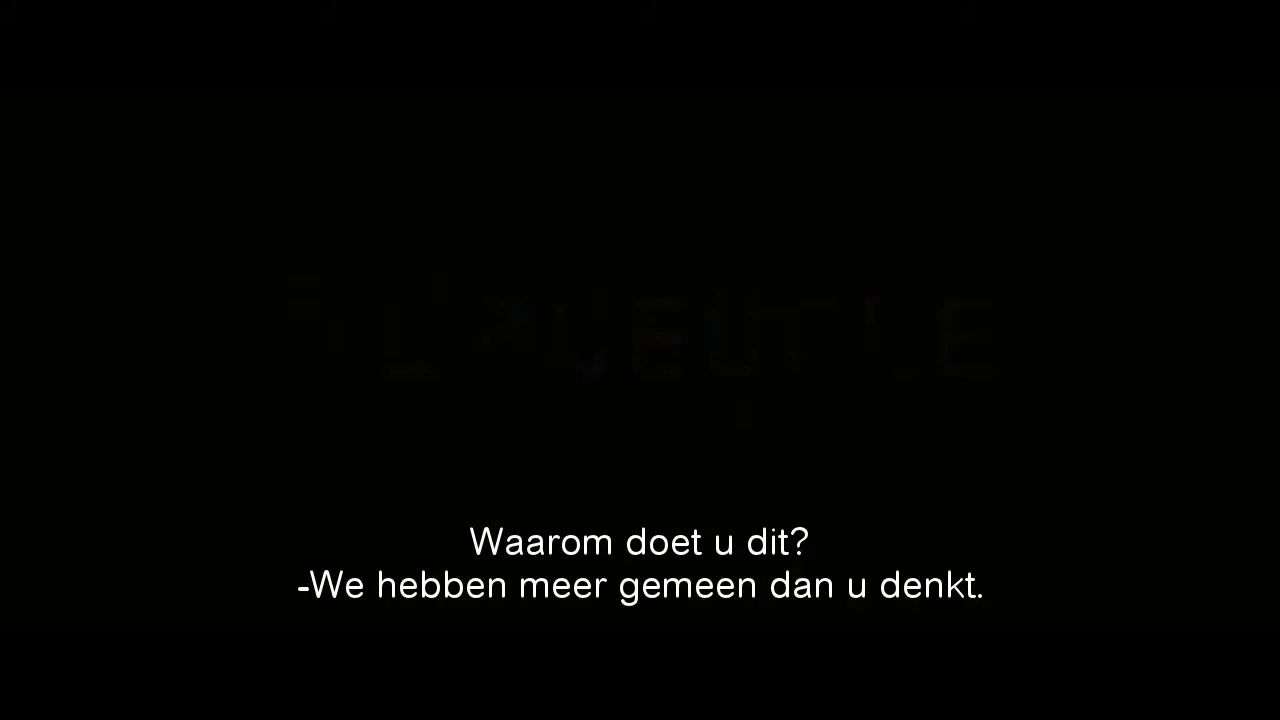 Waarom doet u dit?
-We hebben meer gemeen dan u denkt.